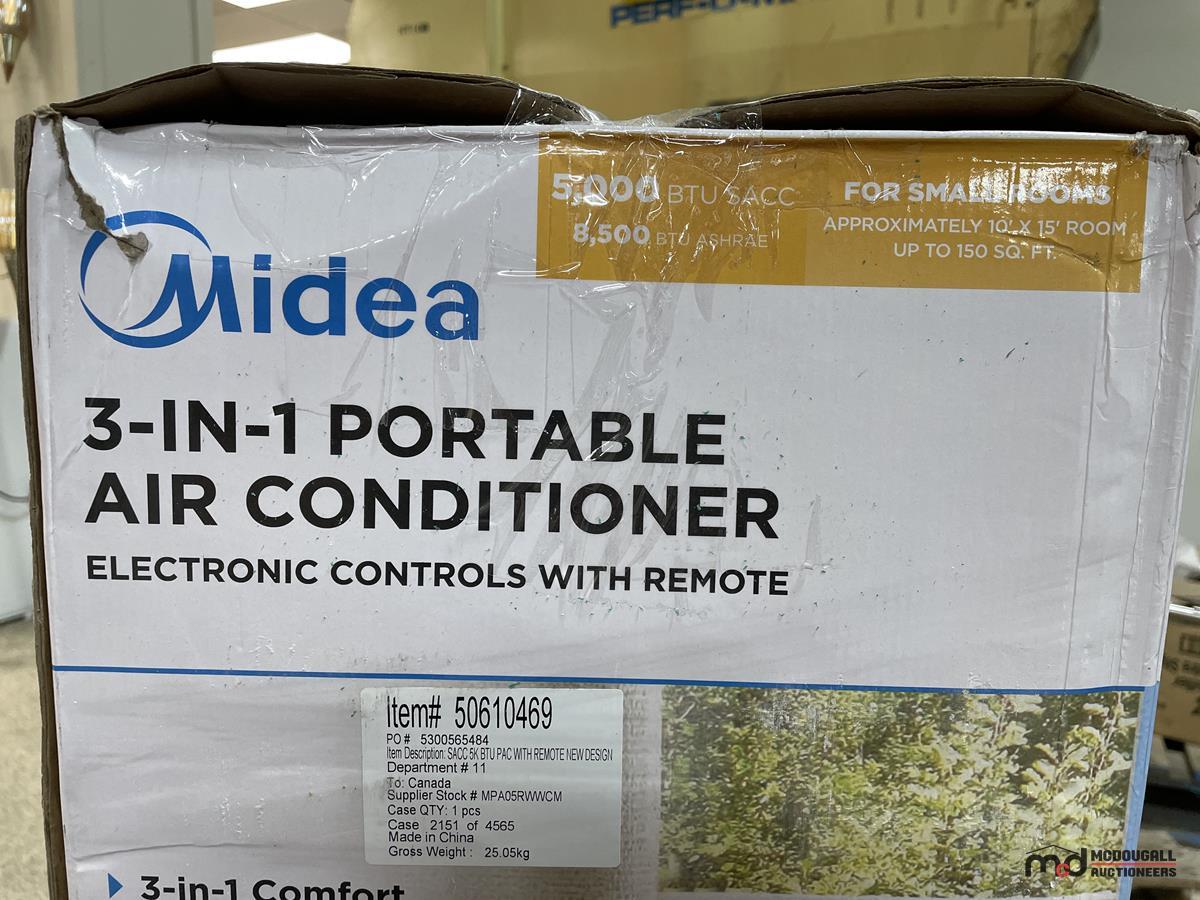 PERF
5,000 BTU SACC
8,500 BTU ASHRAE
FOR SMALL ROOMS
APPROXIMATELY 10' X 15' ROOM
UP TO 150 SQ. FT.
Midea
3-IN-1 PORTABLE
AIR CONDITIONER
ELECTRONIC CONTROLS WITH REMOTE
Item# 50610469
PO # 5300565484
Item Description: SACC 5K BTU PAC WITH REMOTE NEW DESIGN
Department # 11
To: Canada
Supplier Stock # MPA05RWWCM
Case QTY: 1 pcs
Case 2151 of 4565
Made in China
Gross Weight : 25.05kg
3-in-1 Comfort
mcd MCDOUGALL
AUCTIONEERS